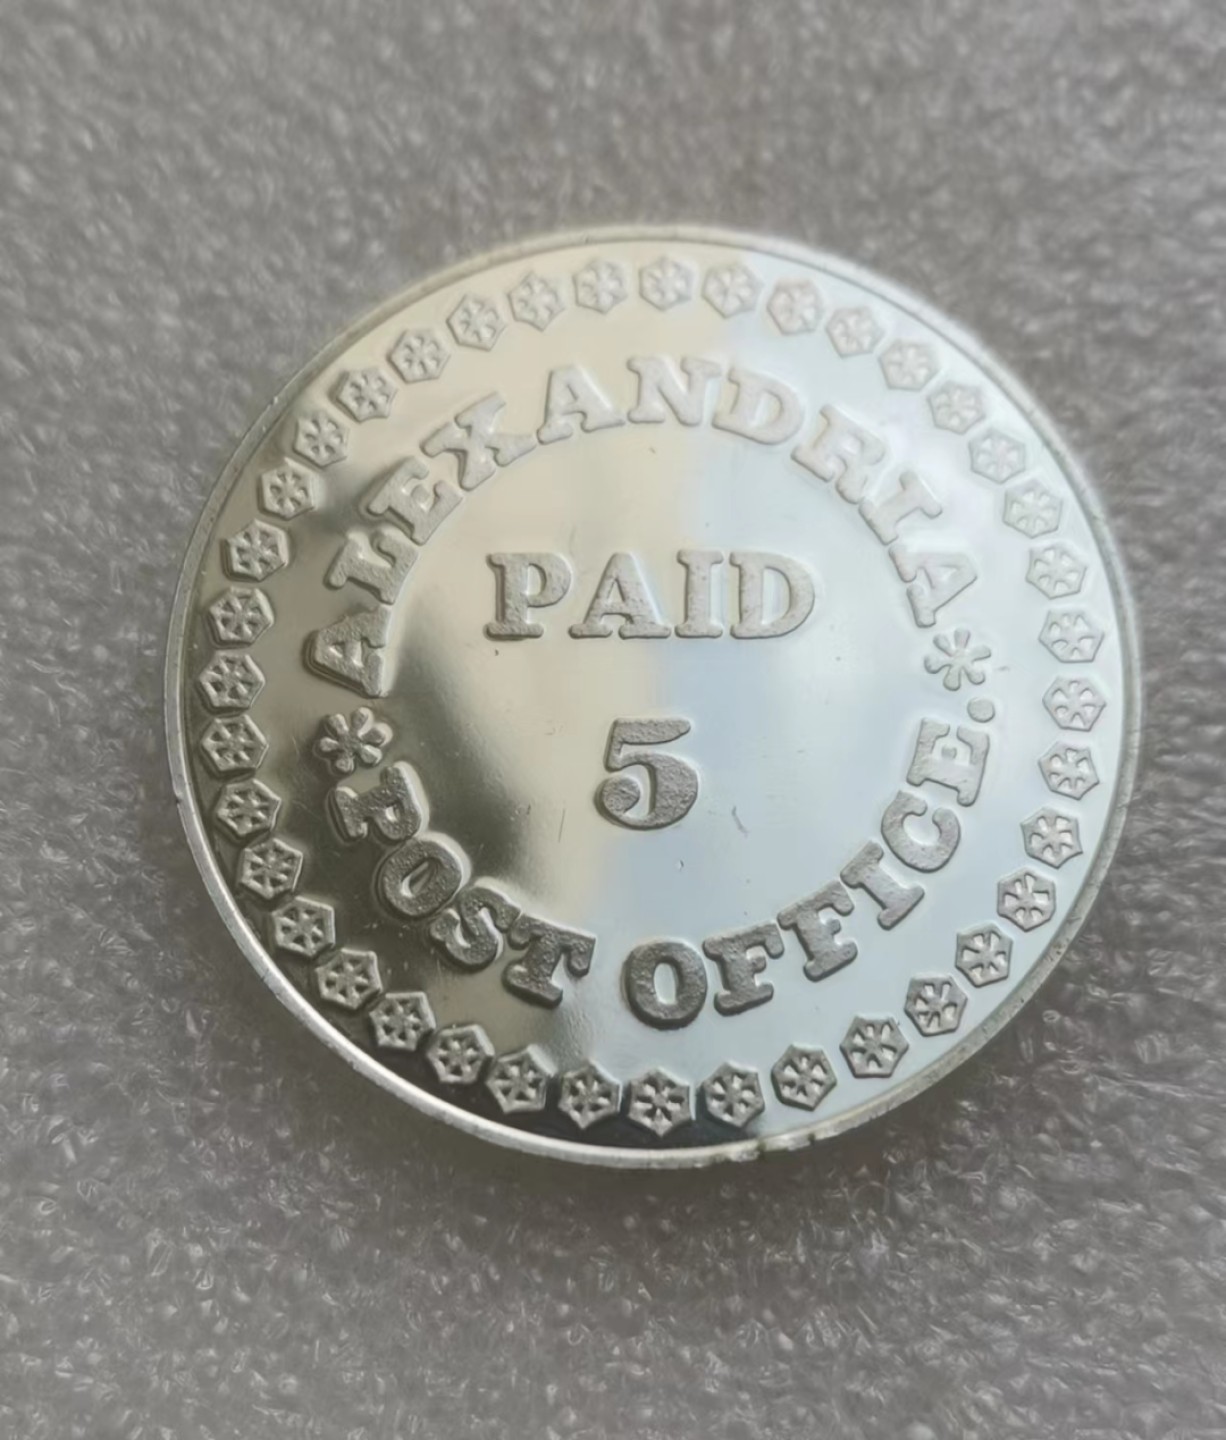 ALEXANDRIA
PAID
5
* POST OFFICE. *